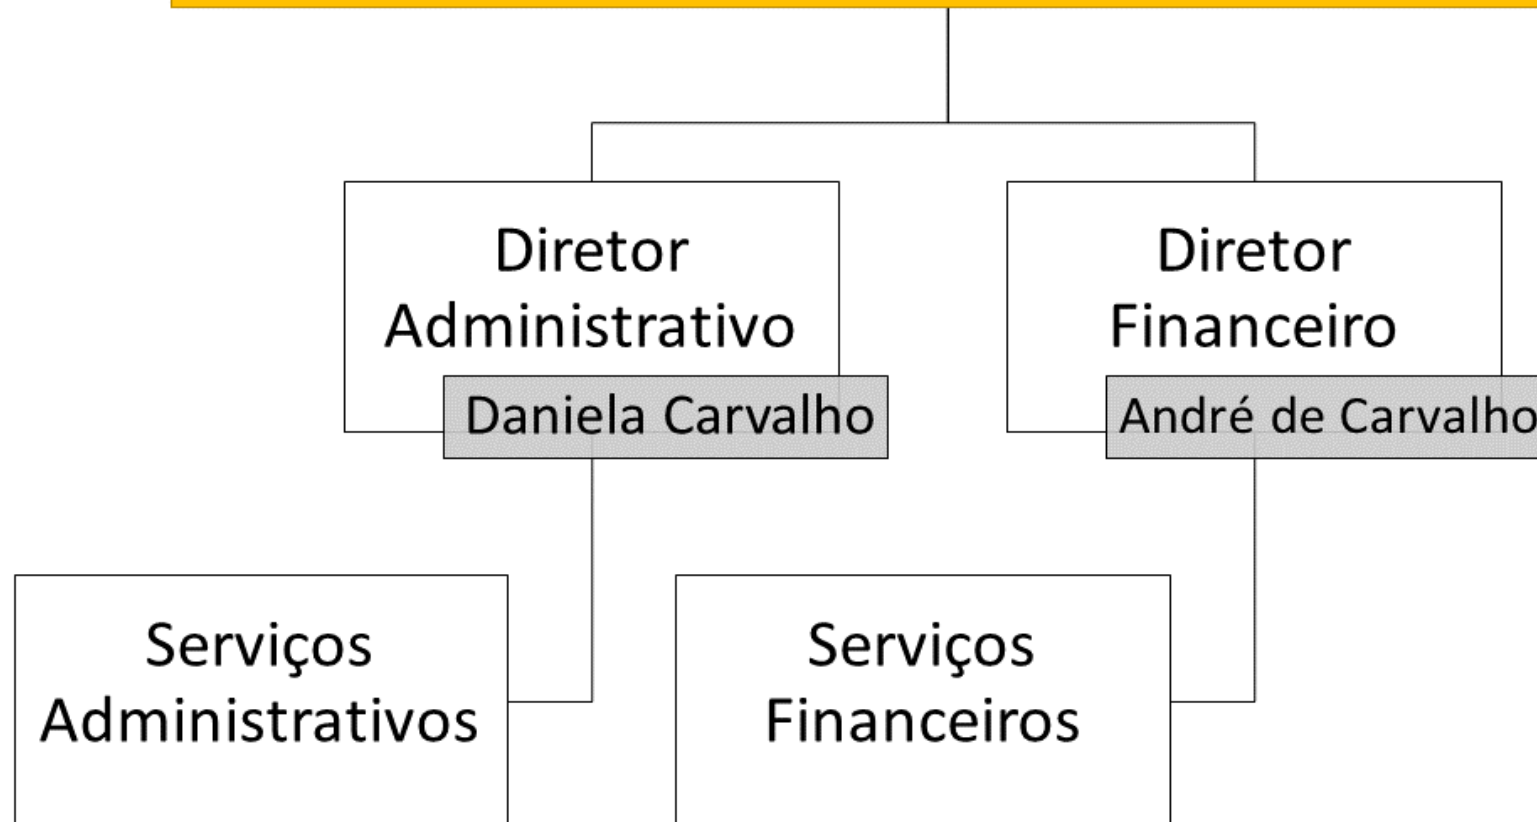 Diretor
Administrativo
Daniela Carvalho
Diretor
Financeiro
André de Carvalho
Serviços
Administrativos
Serviços
Financeiros